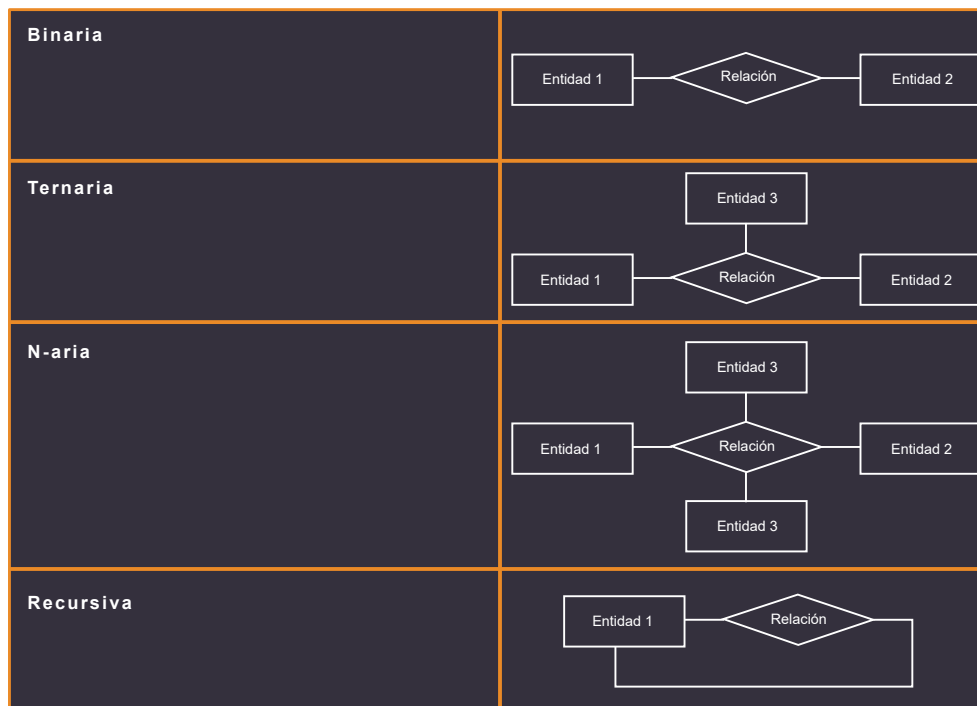 Binaria
Entidad 1
Relación
Entidad 2
Ternaria
Entidad 3
Entidad 1
Relación
Entidad 2
N-aria
Entidad 3
Entidad 1
Relación
Entidad 2
Entidad 3
Recursiva
Entidad 1
Relación